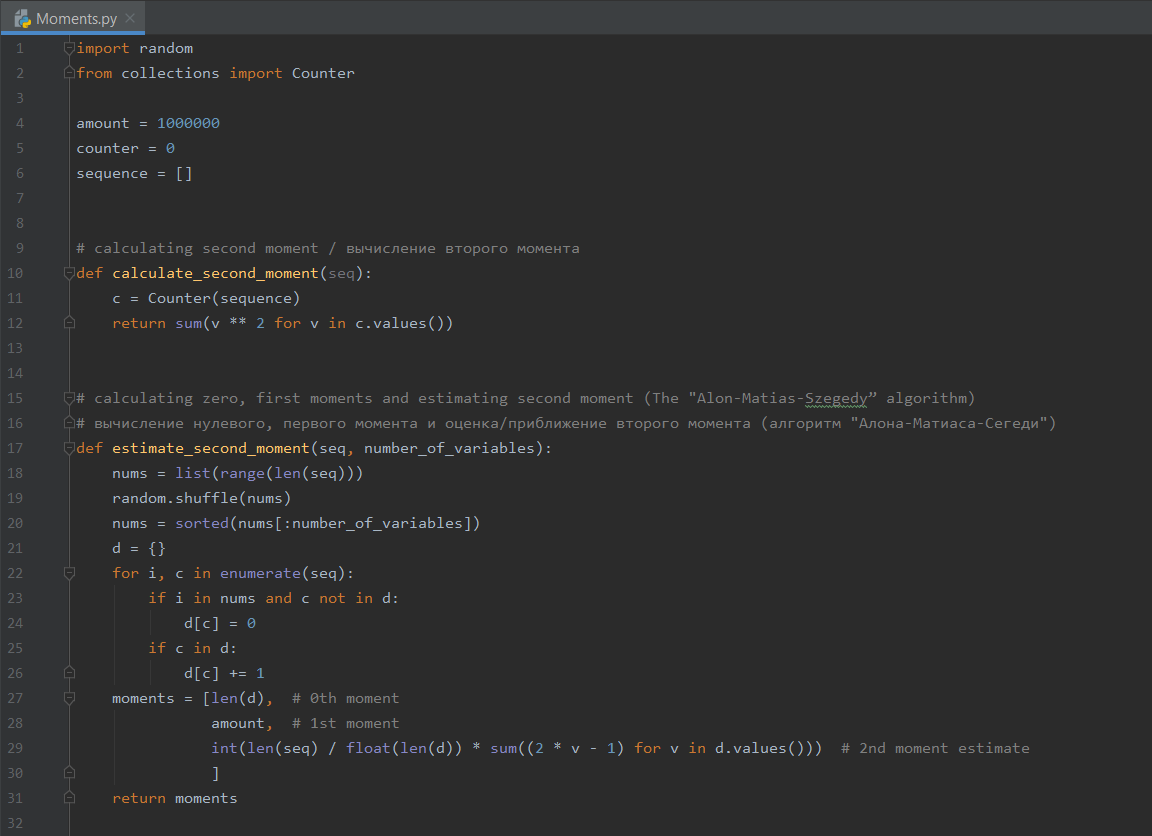 Moments.py
1 import random
2 from collections import Counter
3
4 amount = 1000000
5 counter = 0
6 sequence = []
7
8
9 # calculating second moment / вычисление второго момента
10 def calculate_second_moment(seq):
11     c = Counter(sequence)
12     return sum(v ** 2 for v in c.values())
13
14
15 # calculating zero, first moments and estimating second moment (The "Alon-Matias-Szegedy” algorithm)
16 # вычисление нулевого, первого момента и оценка/приближение второго момента (алгоритм "Алона-Матиаса-Сегеди")
17 def estimate_second_moment(seq, number_of_variables):
18     nums = list(range(len(seq)))
19     random.shuffle(nums)
20     nums = sorted(nums[:number_of_variables])
21     d = {}
22     for i, c in enumerate(seq):
23         if i in nums and c not in d:
24             d[c] = 0
25         if c in d:
26             d[c] += 1
27     moments = [len(d),  # 0th moment
28                amount,  # 1st moment
29                int(len(seq) / float(len(d)) * sum((2 * v - 1) for v in d.values()))  # 2nd moment estimate
30                ]
31     return moments
32